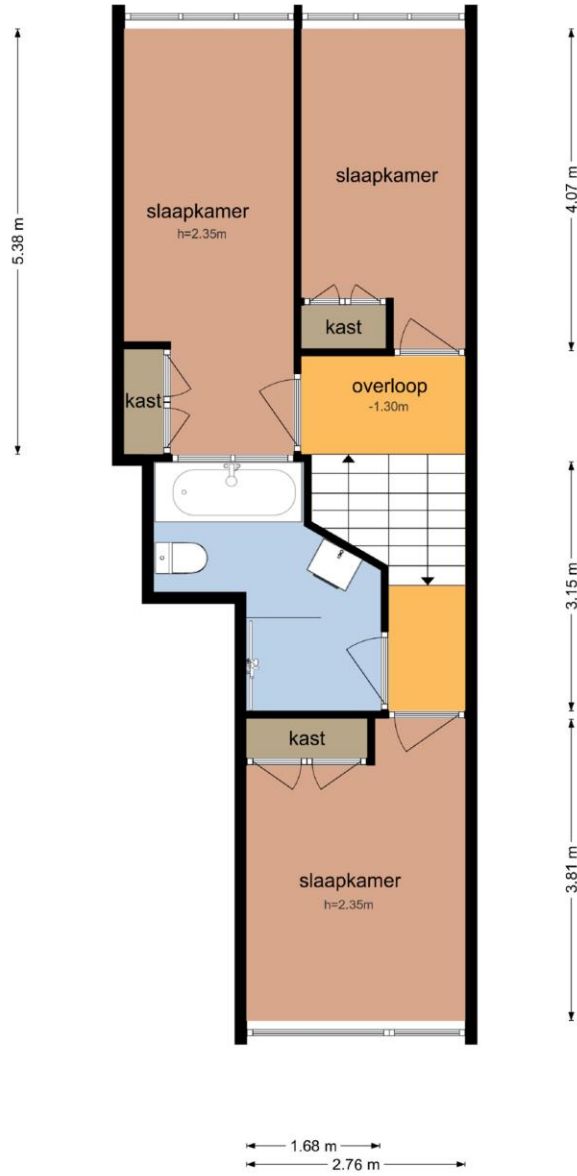 slaapkamer
h=2.35m
slaapkamer
5.38 m
4.07 m
kast
kast
overloop
-1.30m
3.15 m
kast
slaapkamer
h=2.35m
3.81 m
1.68 m
2.76 m